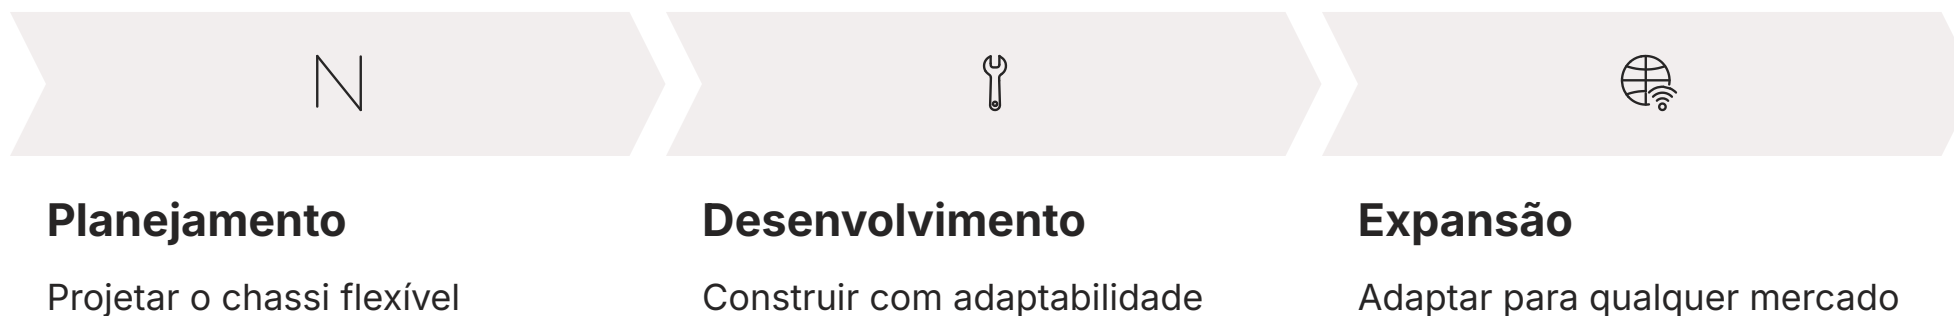 Planejamento
Projetar o chassi flexível
Desenvolvimento
Construir com adaptabilidade
Expansão
Adaptar para qualquer mercado